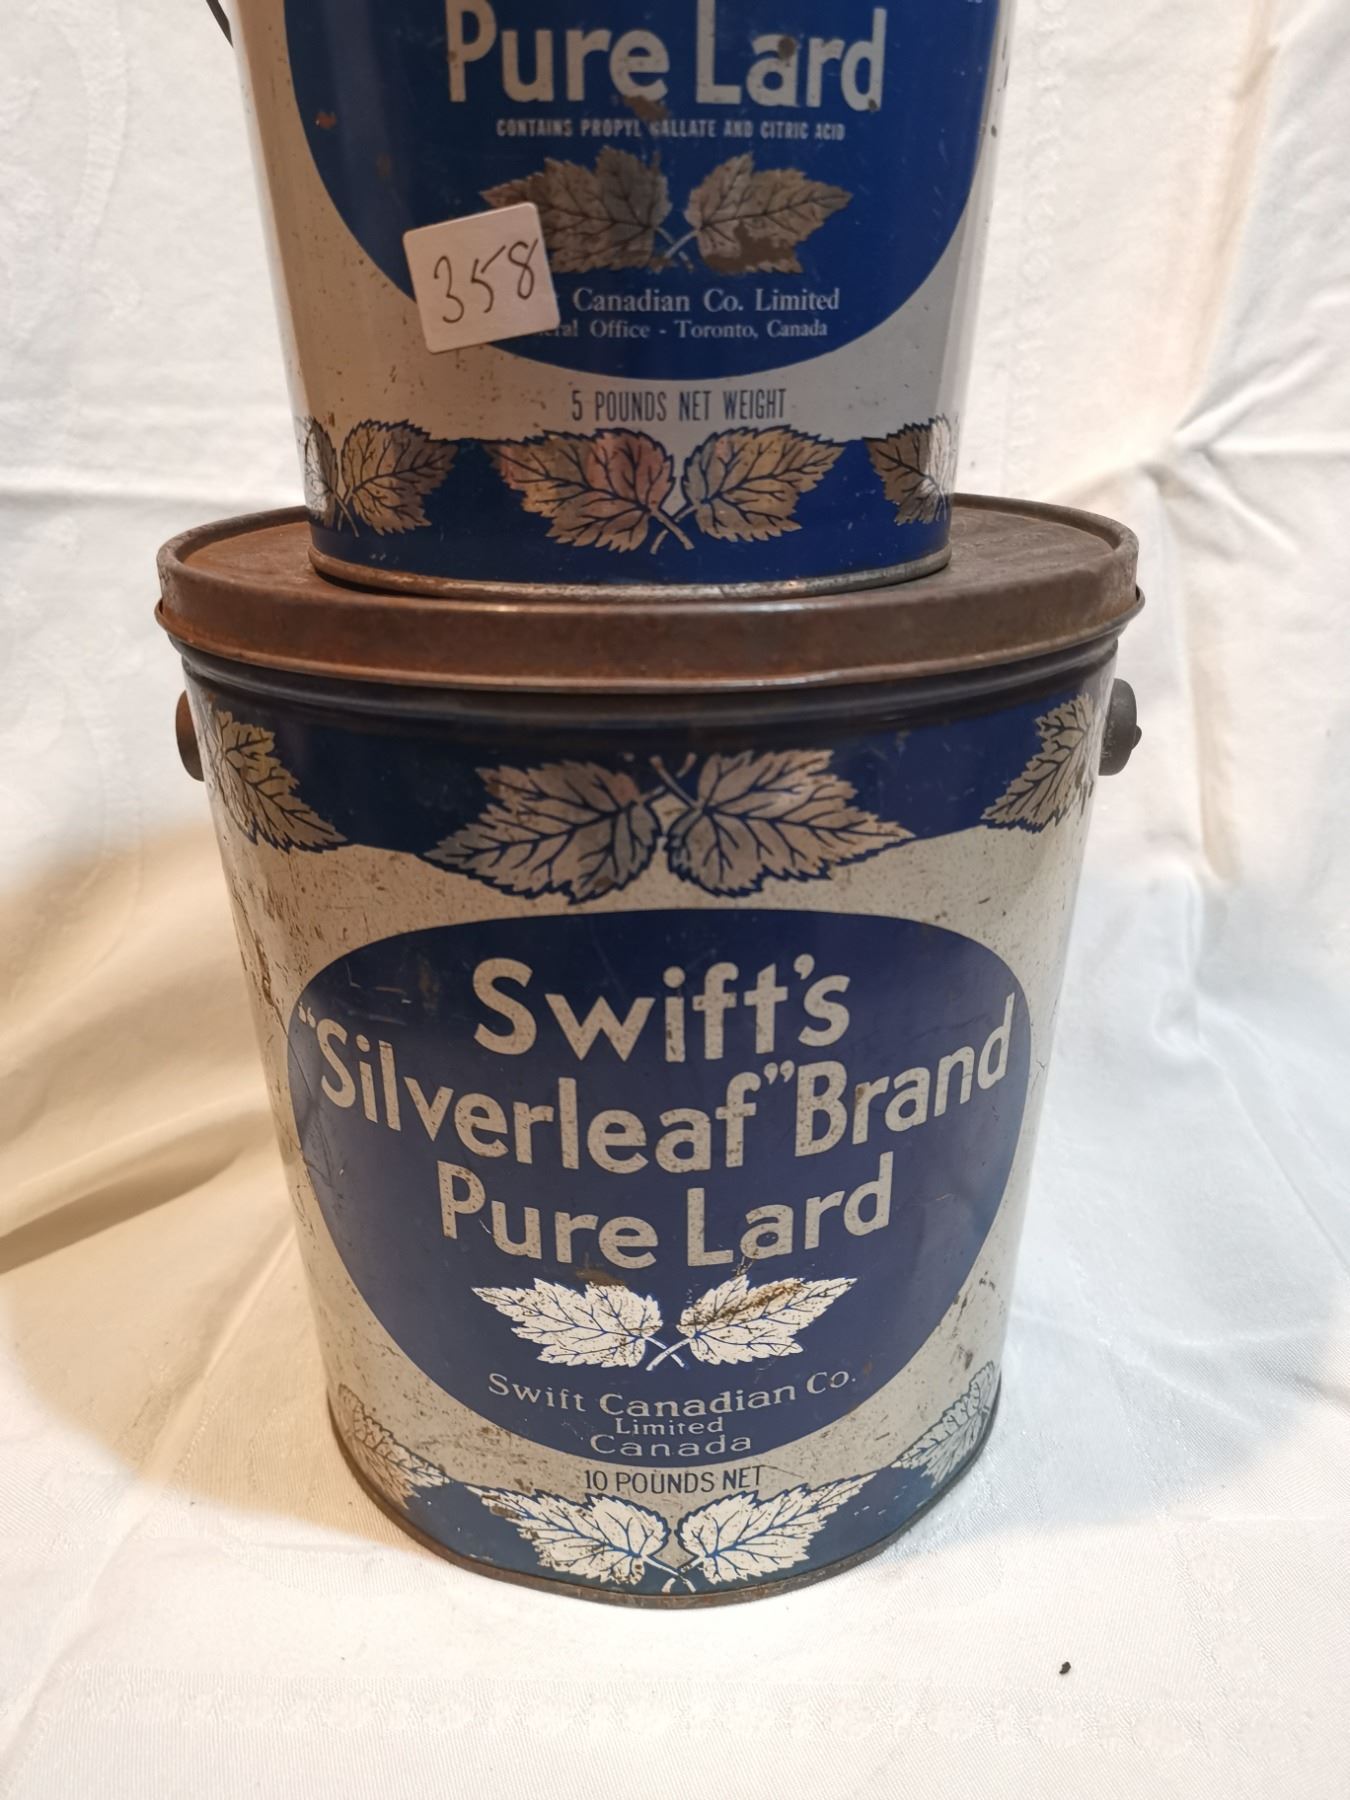 Pure Lard
CONTAINS PROPYL GALLATE AND CITRIC ACID
358
Canadian Co. Limited
Office - Toronto, Canada
5 POUNDS NET WEIGHT
Swift's
"Silverleaf" Brand
Pure Lard
Swift Canadian Co.
Limited
Canada
10 POUNDS NET